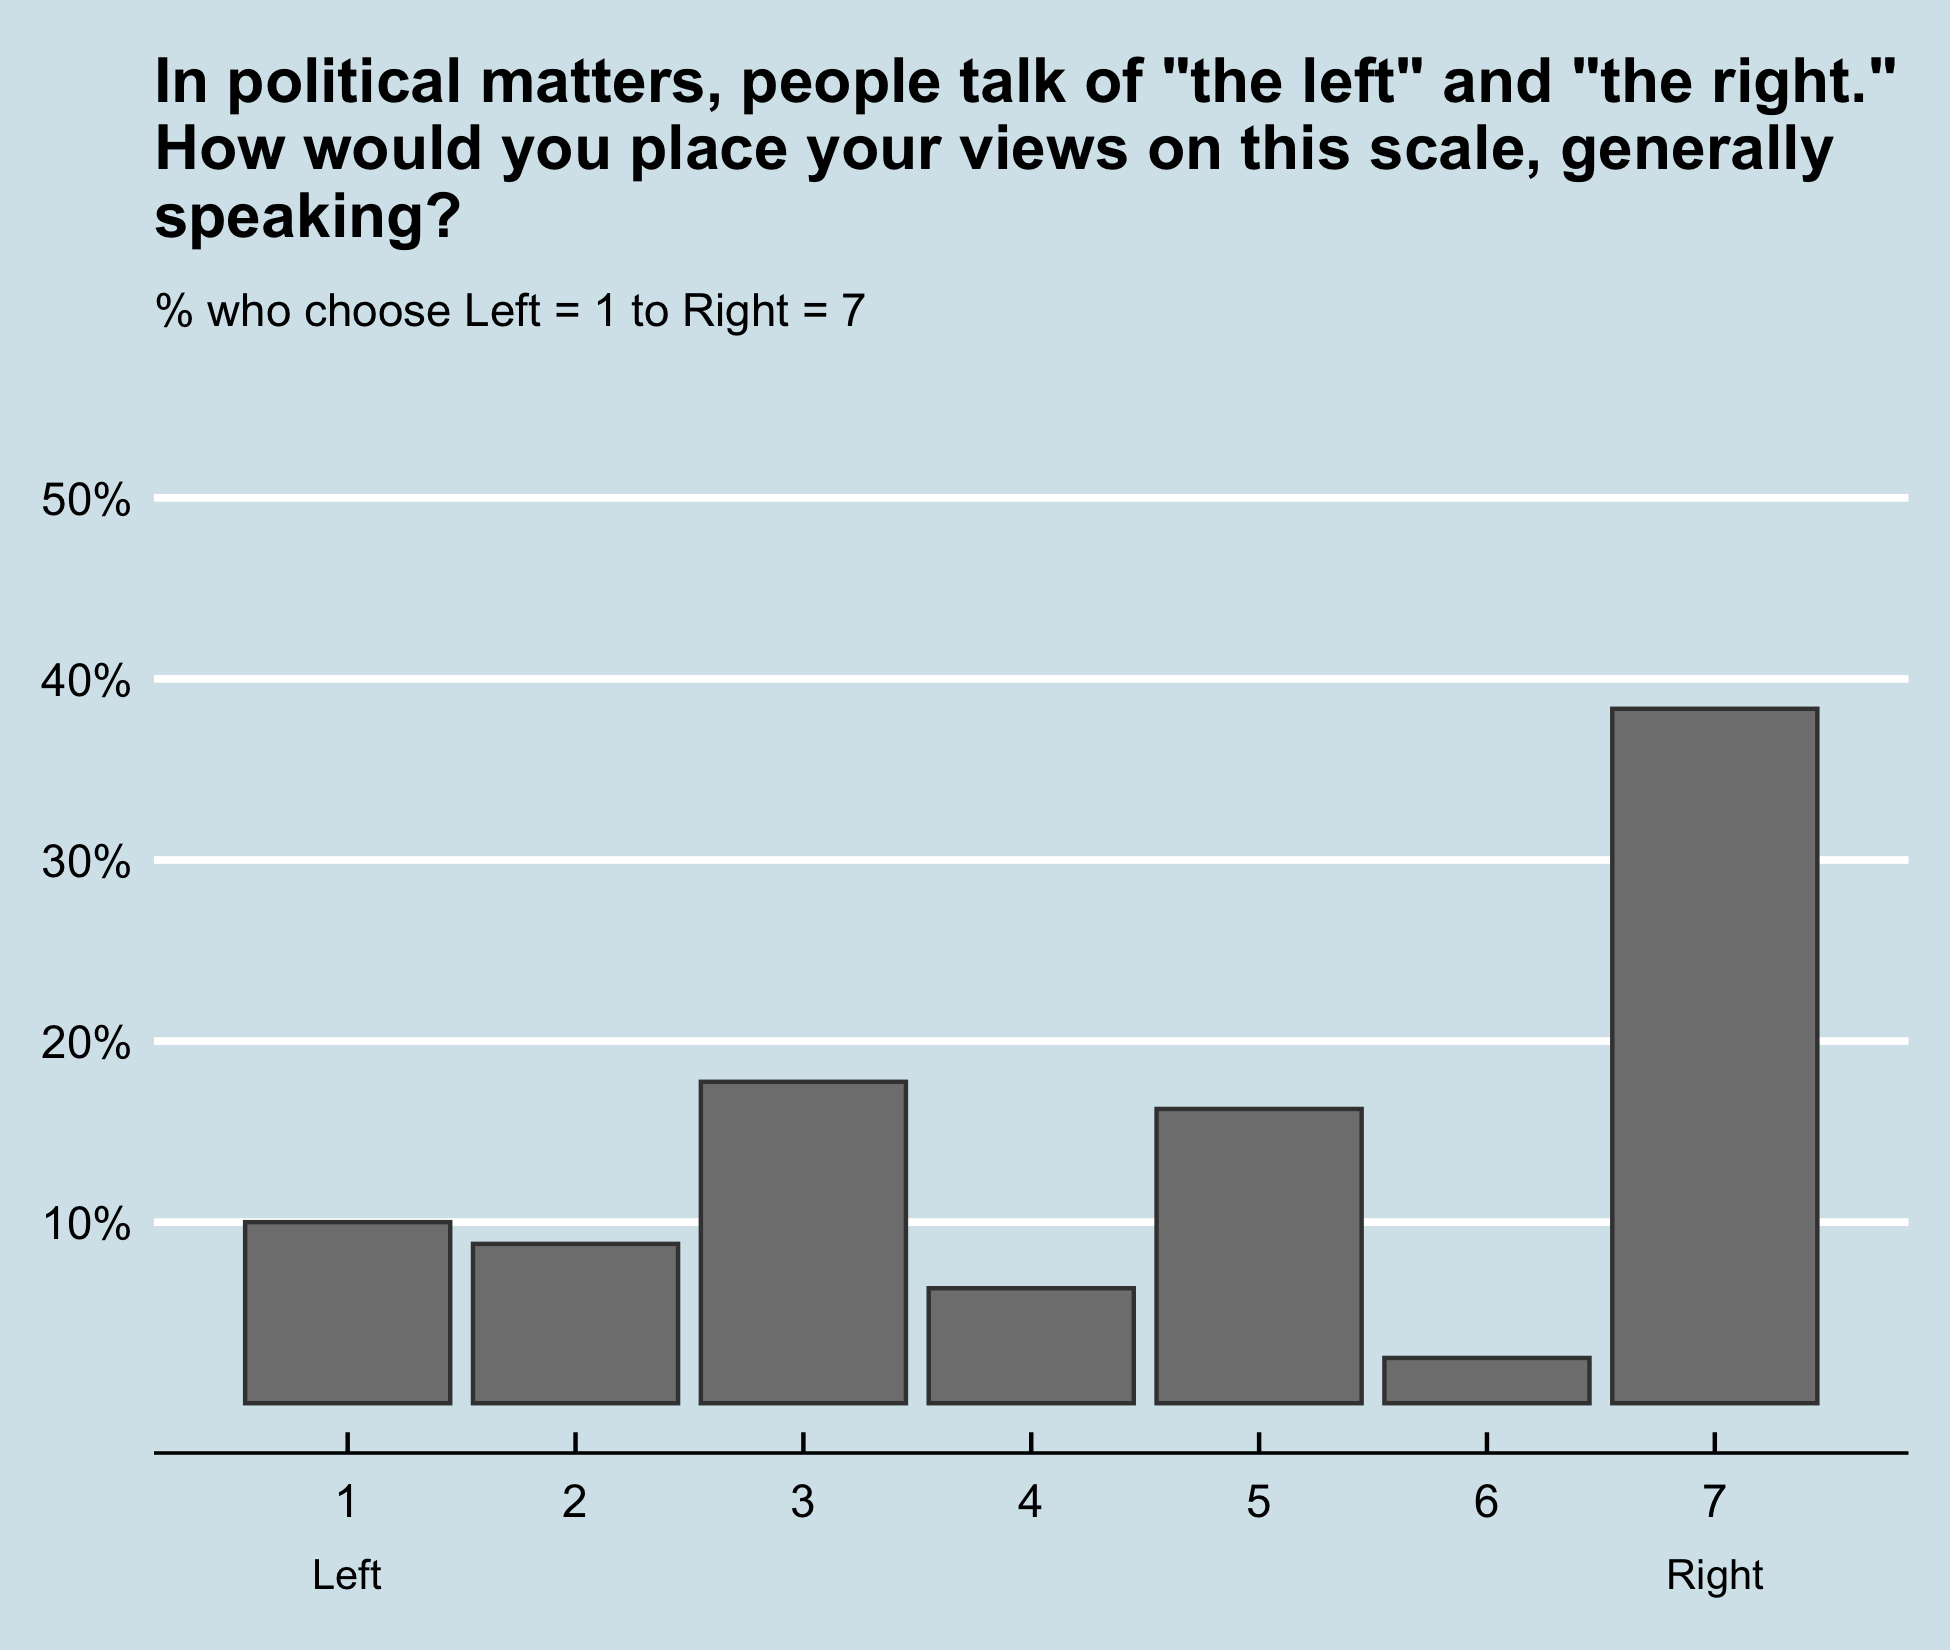 In political matters, people talk of "the left" and "the right."
How would you place your views on this scale, generally
speaking?
% who choose Left = 1 to Right = 7
50%
40%
30%
20%
10%
1 2 3 4 5 6 7
Left Right